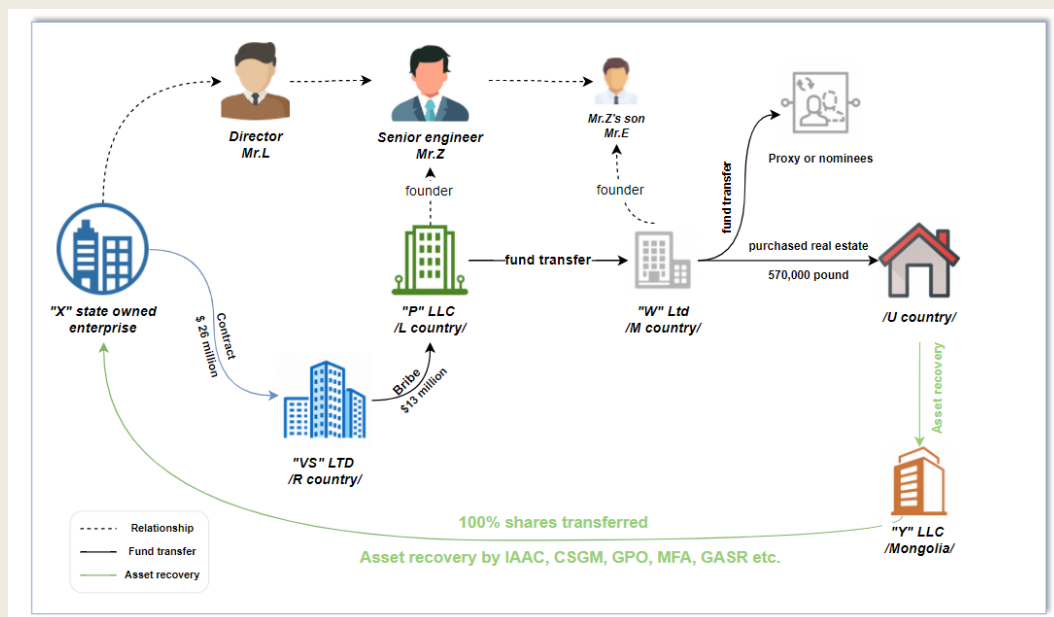 Director
Mr.L
Senior engineer
Mr.Z
Mr.Z's son
Mr.E
Proxy or nominees
founder
founder
fund transfer
"X" state owned
enterprise
Contract
$ 26 million
"P" LLC
/L country/
fund transfer
"W" Ltd
/M country/
purchased real estate
570,000 pound
/U country/
Bribe
$13 million
"VS" LTD
/R country/
Asset recovery
"Y" LLC
/Mongolia/
100% shares transferred
Asset recovery by IAAC, CSGM, GPO, MFA, GASR etc.
Relationship
Fund transfer
Asset recovery